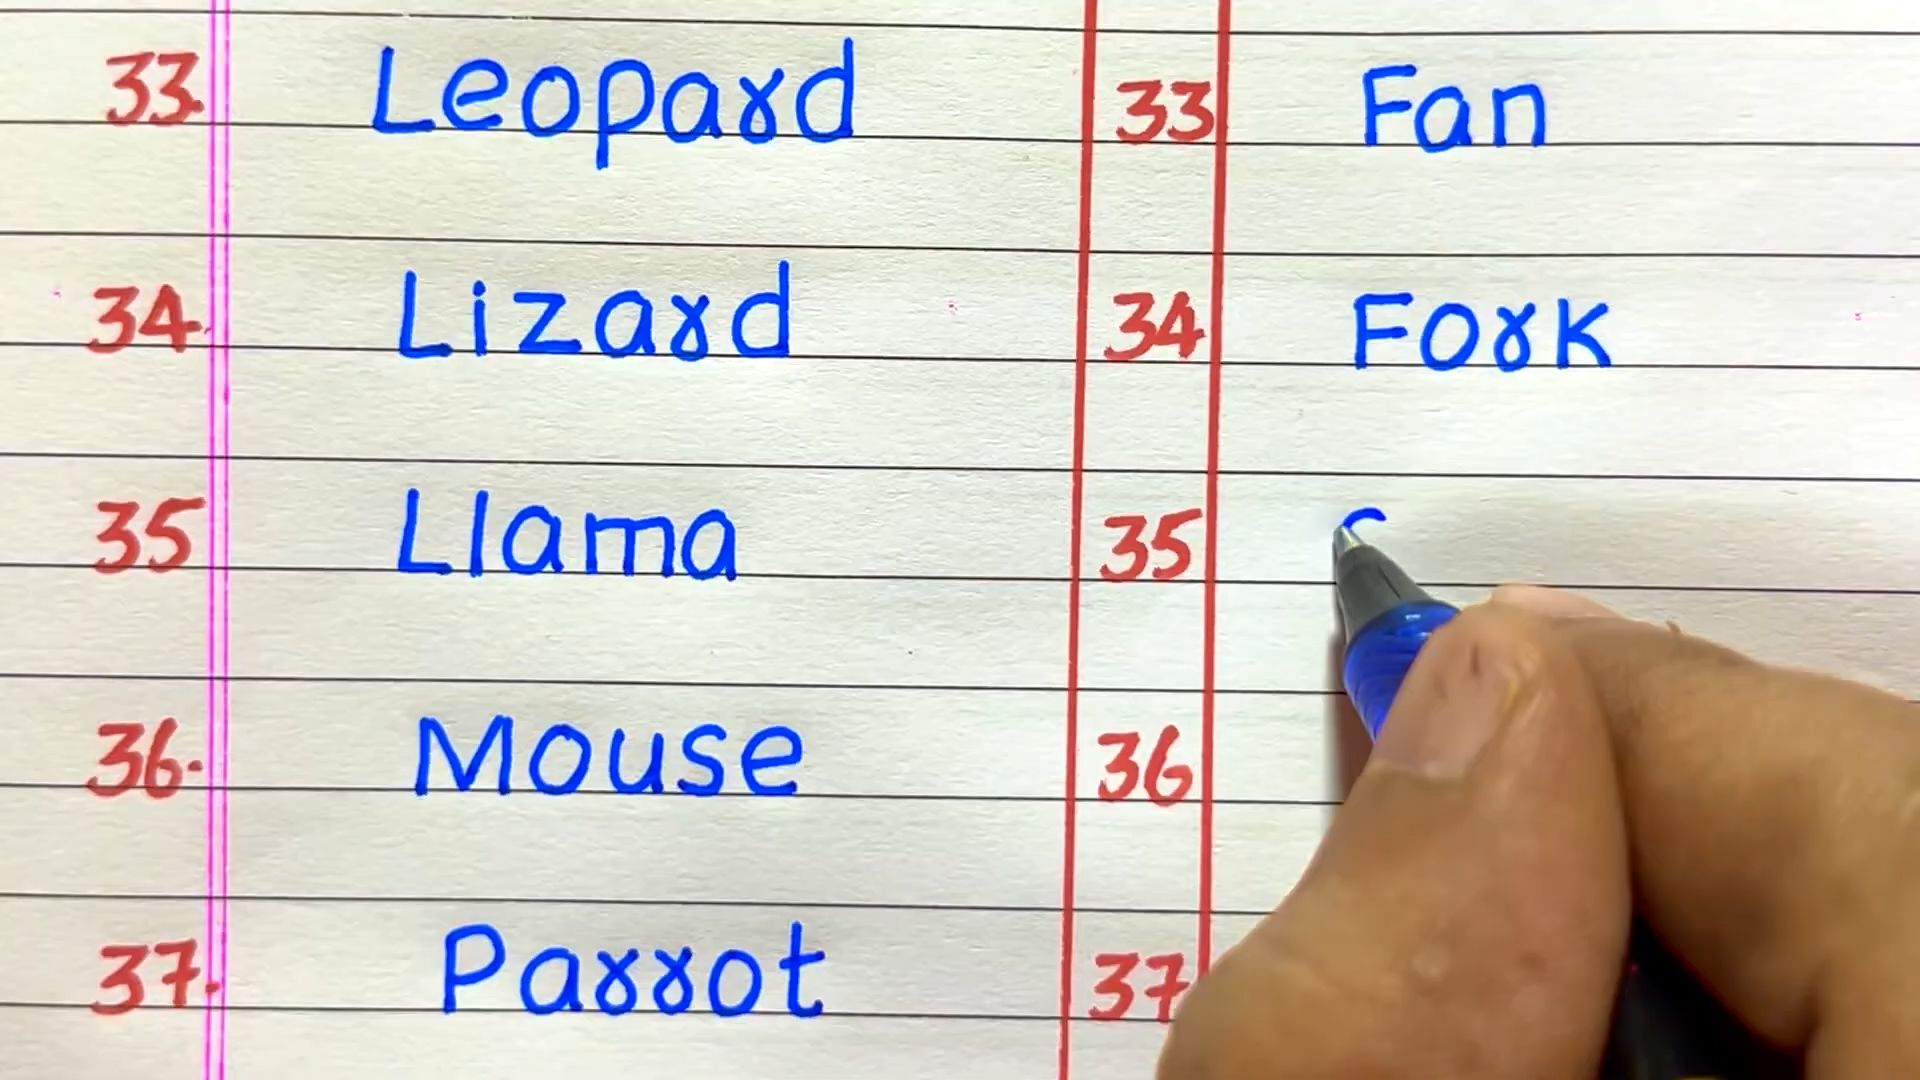 33. Leopard 33 Fan
34. Lizard 34 Fork
35 Llama 35
36. Mouse 36
37. Parrot 37